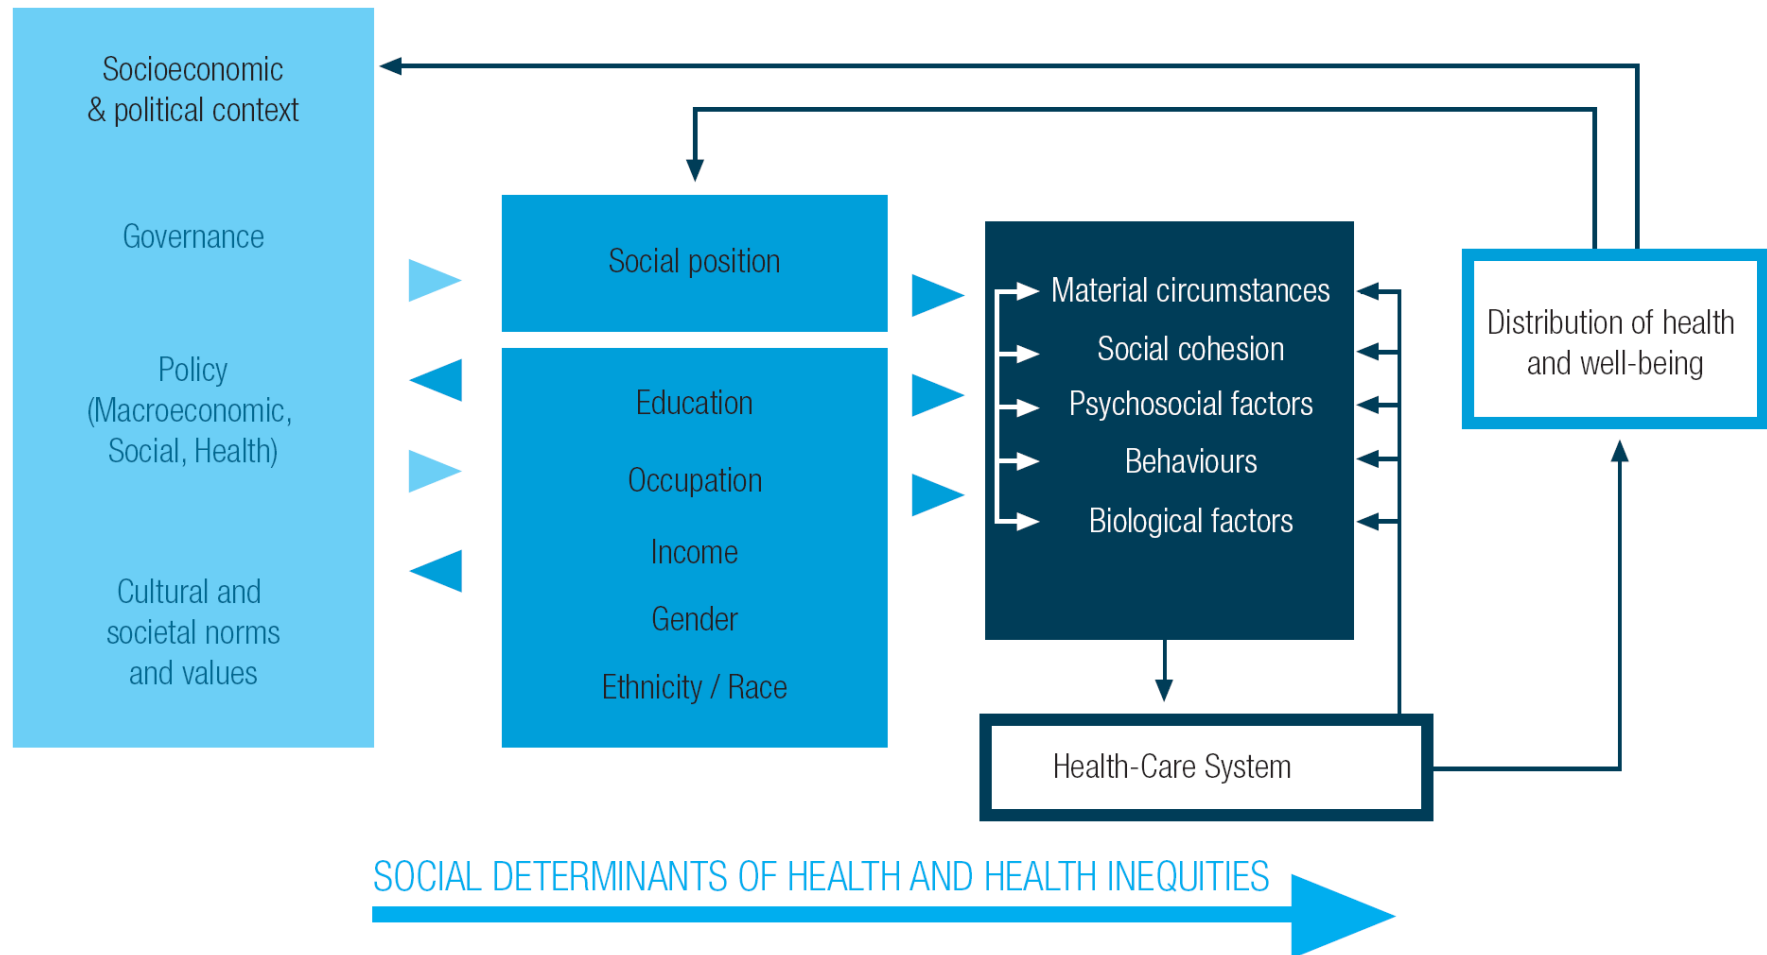 Socioeconomic
& political context
Governance
Policy
(Macroeconomic,
Social, Health)
Cultural and
societal norms
and values
Social position
Education
Occupation
Income
Gender
Ethnicity / Race
Material circumstances
Social cohesion
Psychosocial factors
Behaviours
Biological factors
Health-Care System
Distribution of health
and well-being
SOCIAL DETERMINANTS OF HEALTH AND HEALTH INEQUITIES